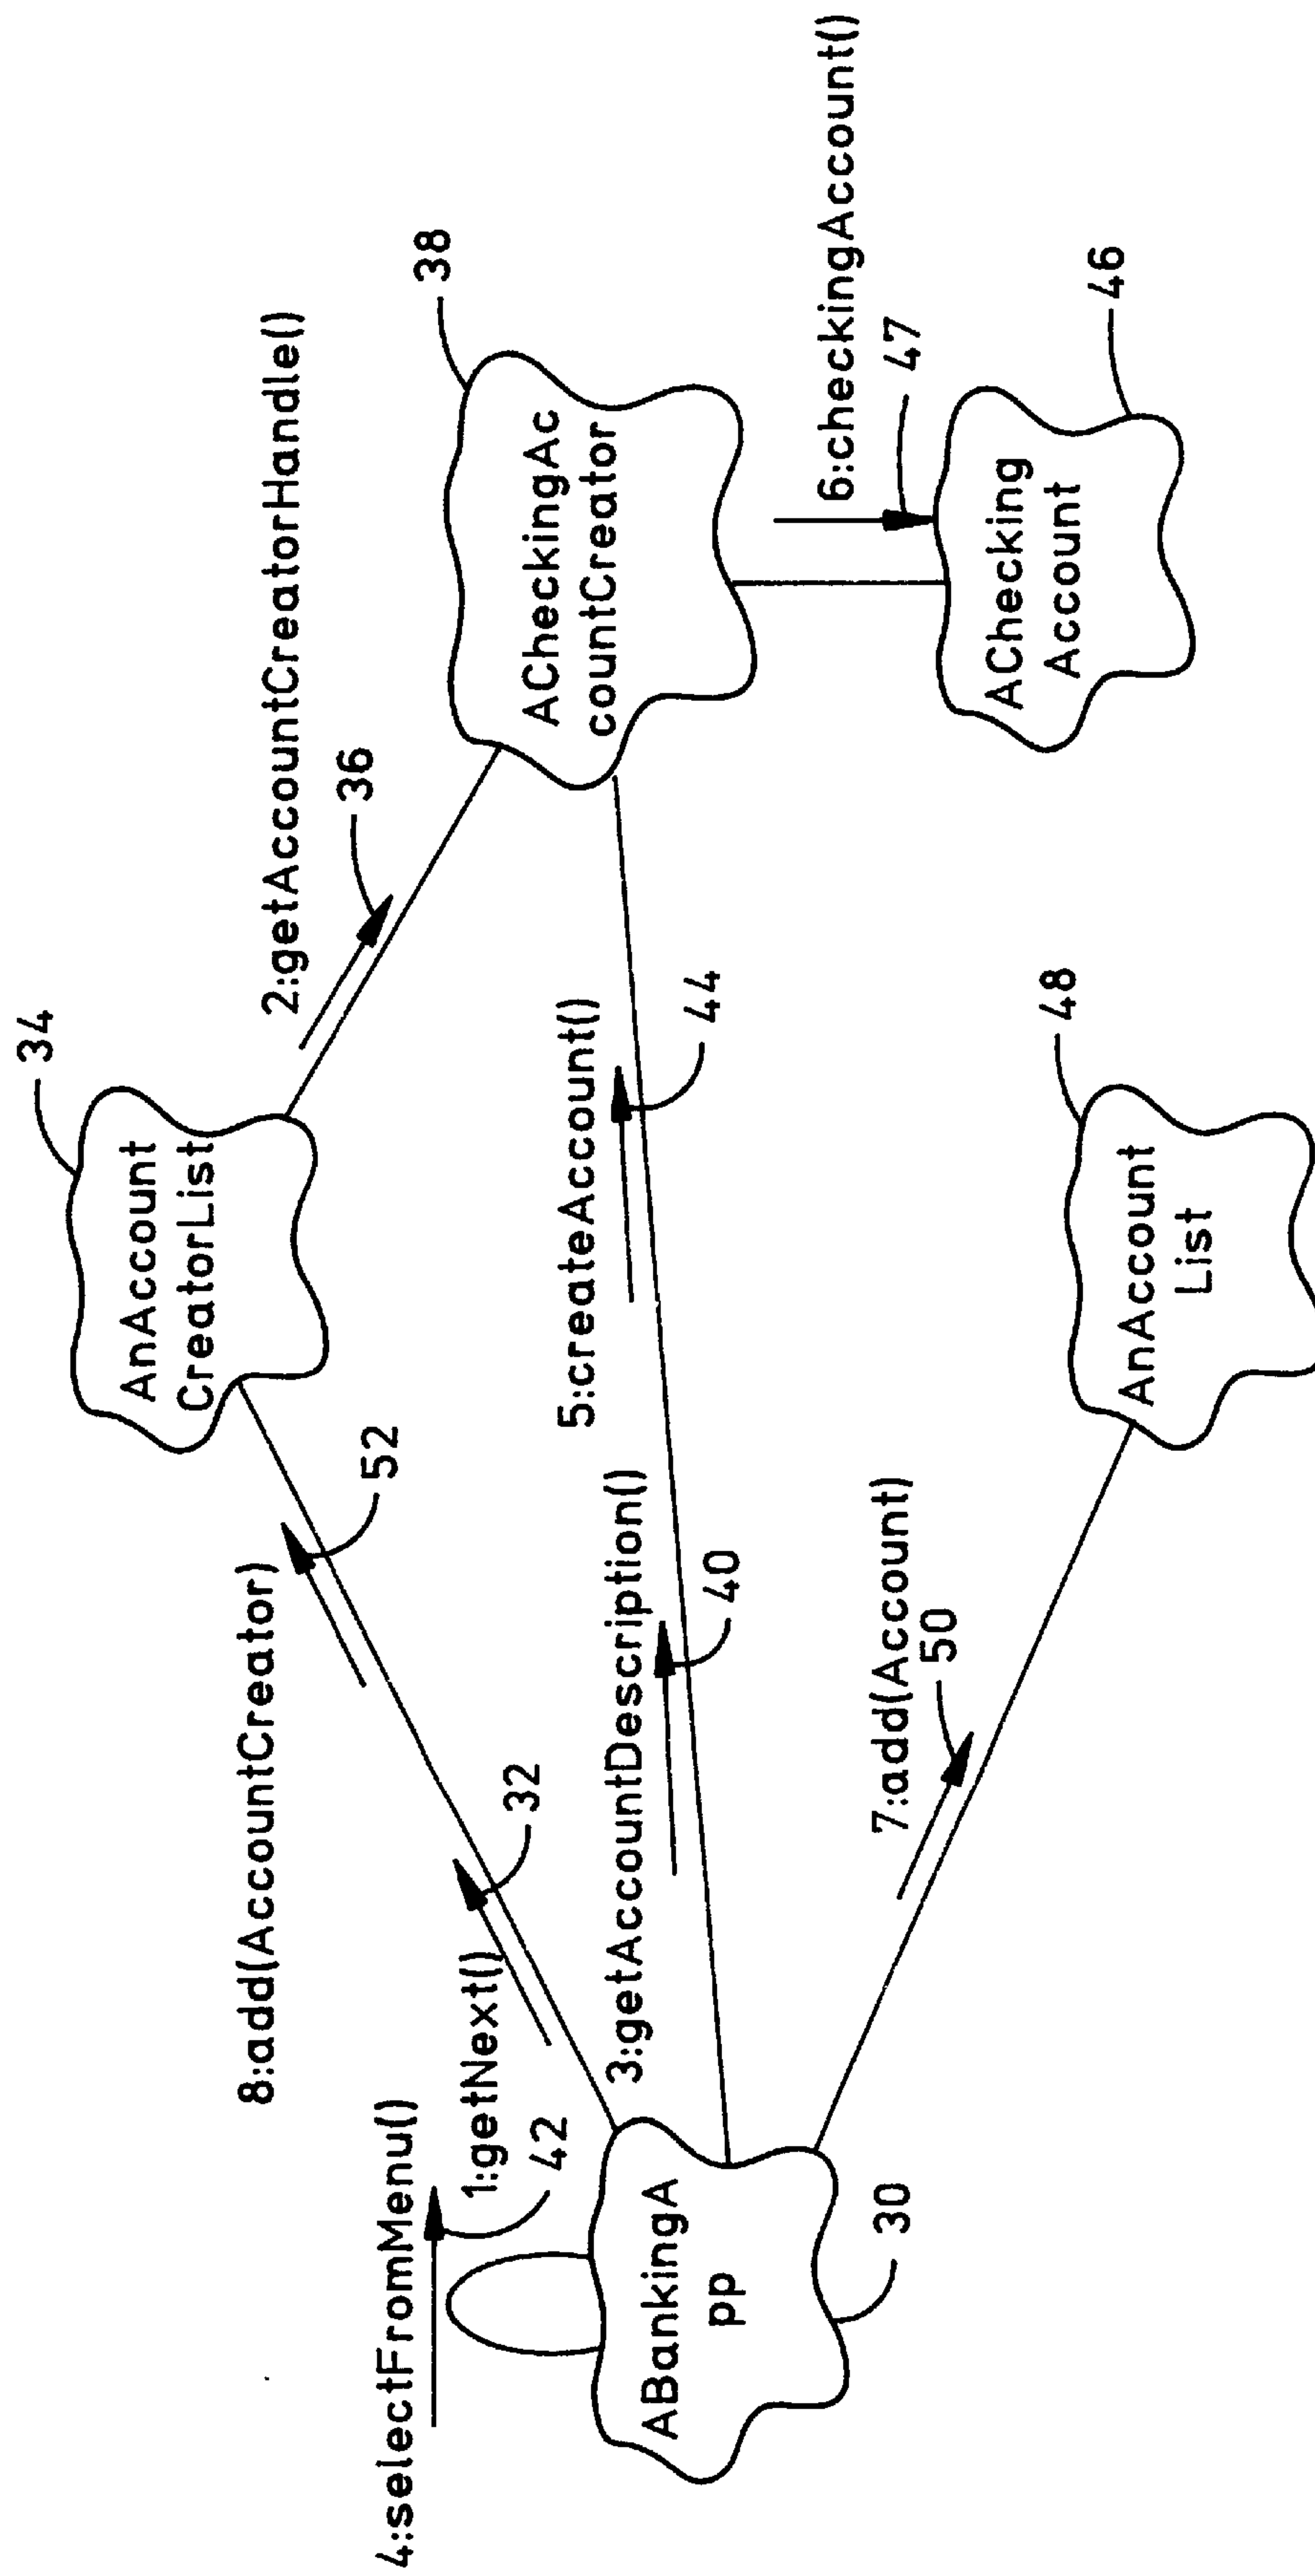 34
AnAccount
CreatorList
2:getAccountCreatorHandle()
36
38
ACheckingAc
countCreator
8:add(AccountCreator)
52
4:selectFromMenu()
1:getNext()
42
32
5:createAccount()
44
3:getAccountDescription()
40
6:checkingAccount()
47
46
AChecking
Account
ABankingA
pp
30
7:add(Account)
50
48
AnAccount
List